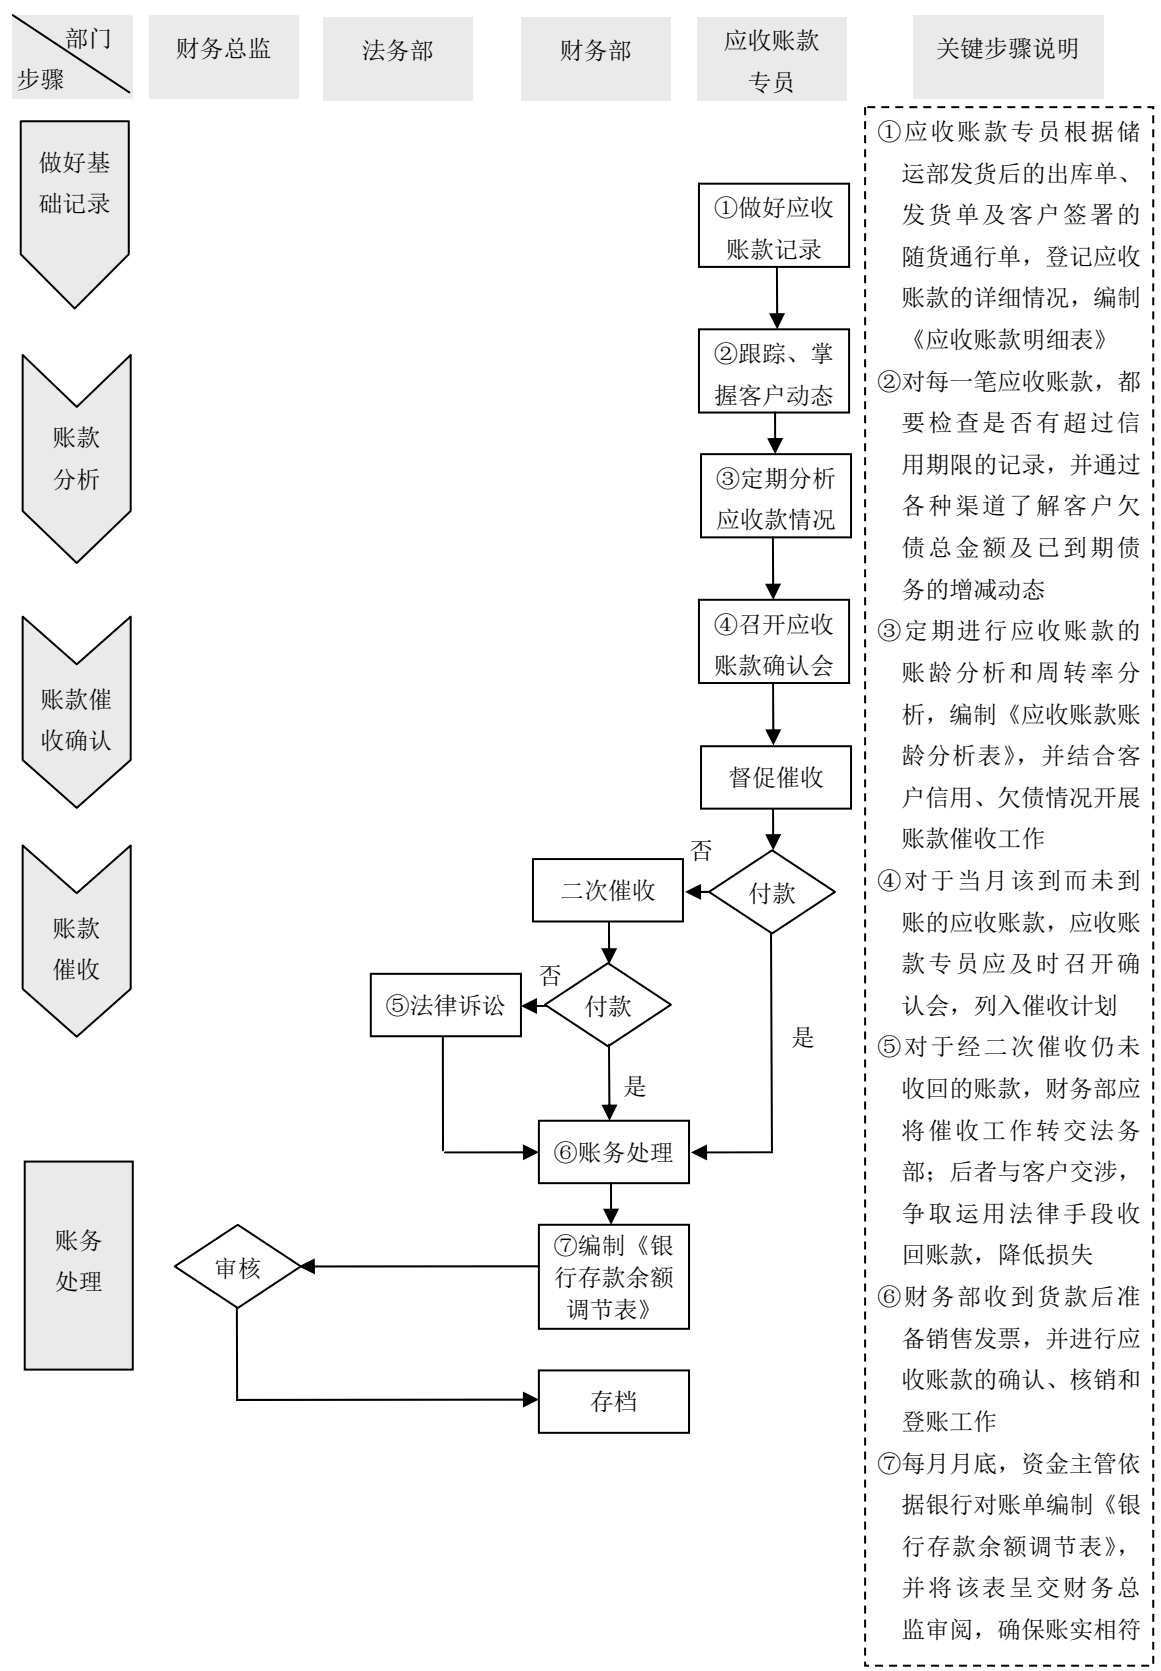 部门
步骤
财务总监
法务部
财务部
应收账款
专员
关键步骤说明
做好基
础记录
①做好应收
账款记录
②跟踪、掌
握客户动态
账款
分析
③定期分析
应收款情况
④召开应收
账款确认会
账款催
收确认
督促催收
否
付款
二次催收
账款
催收
否
付款
⑤法律诉讼
是
是
⑥账务处理
账务
处理
审核
⑦编制《银
行存款余额
调节表》
存档
①应收账款专员根据储
运部发货后的出库单、
发货单及客户签署的
随货通行单，登记应收
账款的详细情况，编制
《应收账款明细表》
②对每一笔应收账款，都
要检查是否有超过信
用期限的记录，并通过
各种渠道了解客户欠
债总金额及已到期债
务的增减动态
③定期进行应收账款的
账龄分析和周转率分
析，编制《应收账款账
龄分析表》，并结合客
户信用、欠债情况开展
账款催收工作
④对于当月该到而未到
账的应收账款，应收账
款专员应及时召开确
认会，列入催收计划
⑤对于经二次催收仍未
收回的账款，财务部应
将催收工作转交法务
部；后者与客户交涉，
争取运用法律手段收
回账款，降低损失
⑥财务部收到货款后准
备销售发票，并进行应
收账款的确认、核销和
登账工作
⑦每月月底，资金主管依
据银行对账单编制《银
行存款余额调节表》，
并将该表呈交财务总
监审阅，确保账实相符